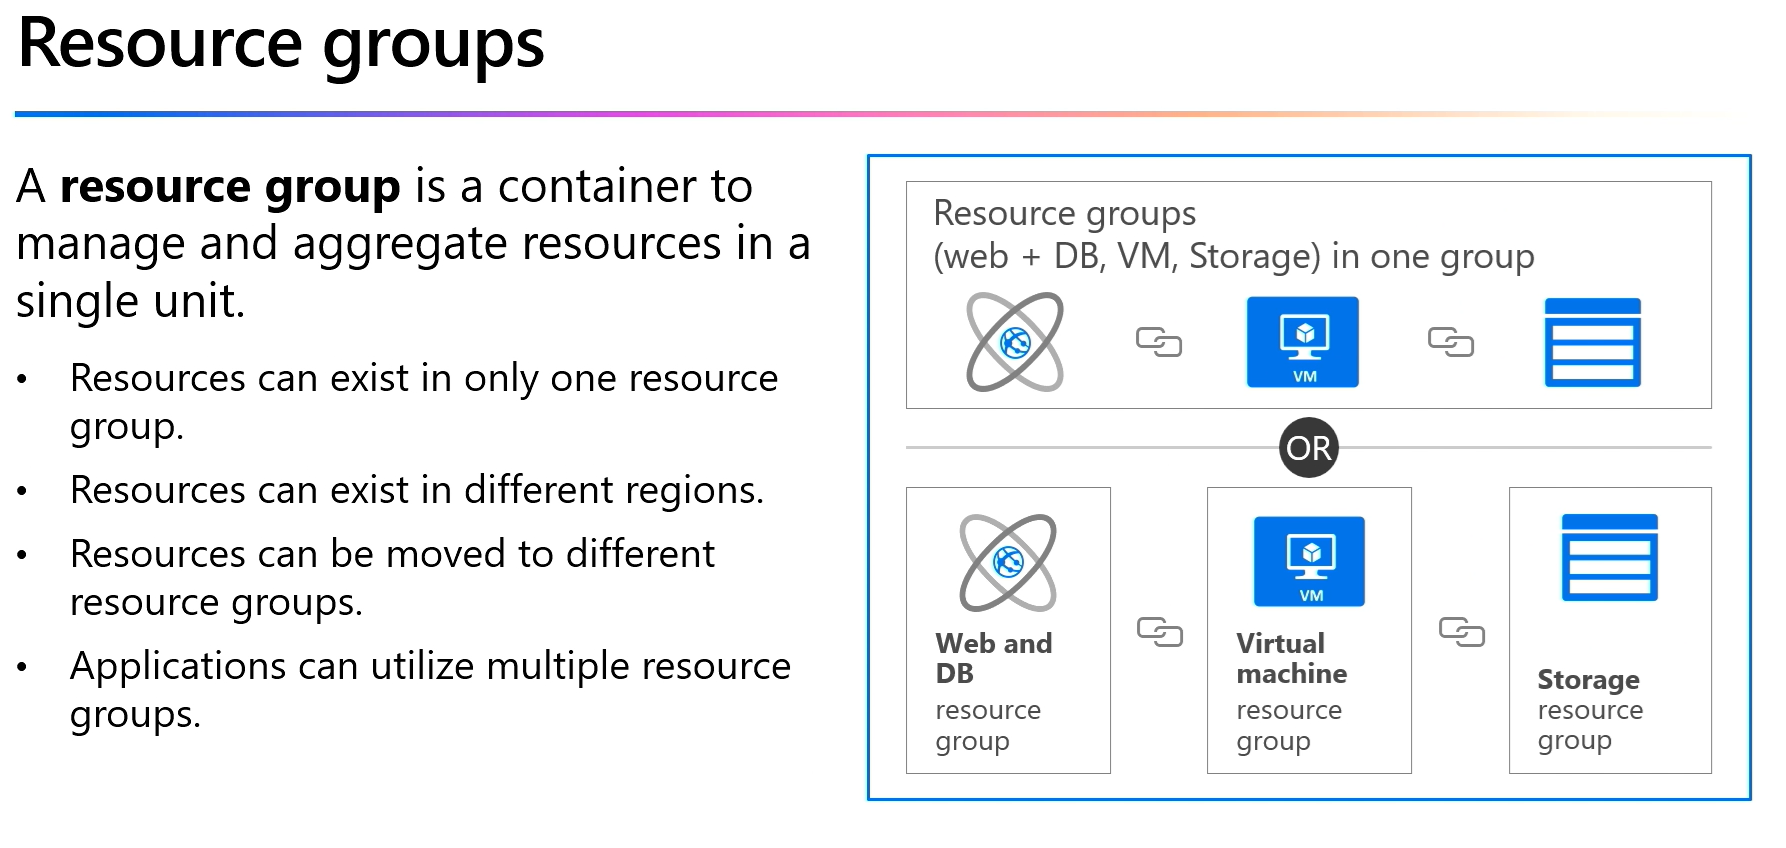 Resource groups
A resource group is a container to
manage and aggregate resources in a
single unit.
• Resources can exist in only one resource
group.
• Resources can exist in different regions.
• Resources can be moved to different
resource groups.
• Applications can utilize multiple resource
groups.
Resource groups
(web + DB, VM, Storage) in one group
VM
OR
Web and
DB
resource
group
VM
Virtual
machine
resource
group
Storage
resource
group